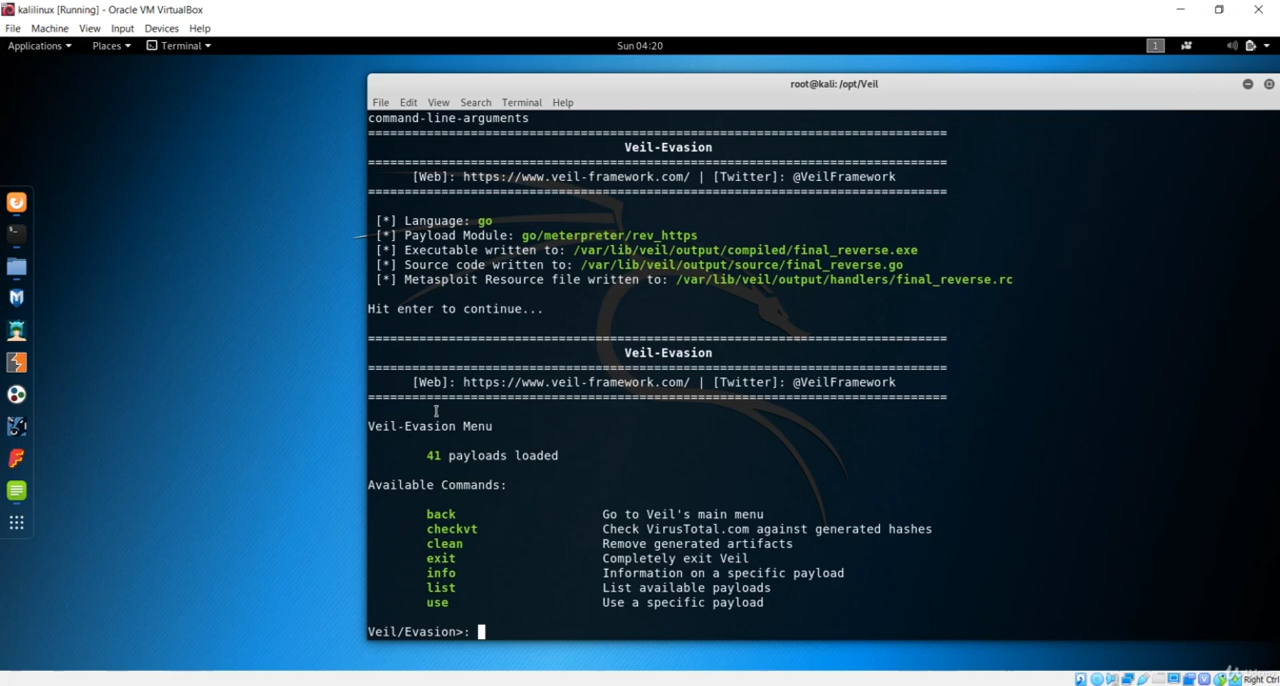 kalilinux [Running] - Oracle VM VirtualBox
File Machine View Input Devices Help
Applications Places Terminal Sun 04:20 1
root@kali: /opt/Veil
File Edit View Search Terminal Help
command-line-arguments
===============================================================================
Veil-Evasion
===============================================================================
[Web]: https://www.veil-framework.com/ | [Twitter]: @VeilFramework
===============================================================================
[*] Language: go
[*] Payload Module: go/meterpreter/rev_https
[*] Executable written to: /var/lib/veil/output/compiled/final_reverse.exe
[*] Source code written to: /var/lib/veil/output/source/final_reverse.go
[*] Metasploit Resource file written to: /var/lib/veil/output/handlers/final_reverse.rc
Hit enter to continue...
===============================================================================
Veil-Evasion
===============================================================================
[Web]: https://www.veil-framework.com/ | [Twitter]: @VeilFramework
===============================================================================
Veil-Evasion Menu
41 payloads loaded
Available Commands:
back Go to Veil's main menu
checkvt Check VirusTotal.com against generated hashes
clean Remove generated artifacts
exit Completely exit Veil
info Information on a specific payload
list List available payloads
use Use a specific payload
Veil/Evasion>:
Right Ctrl